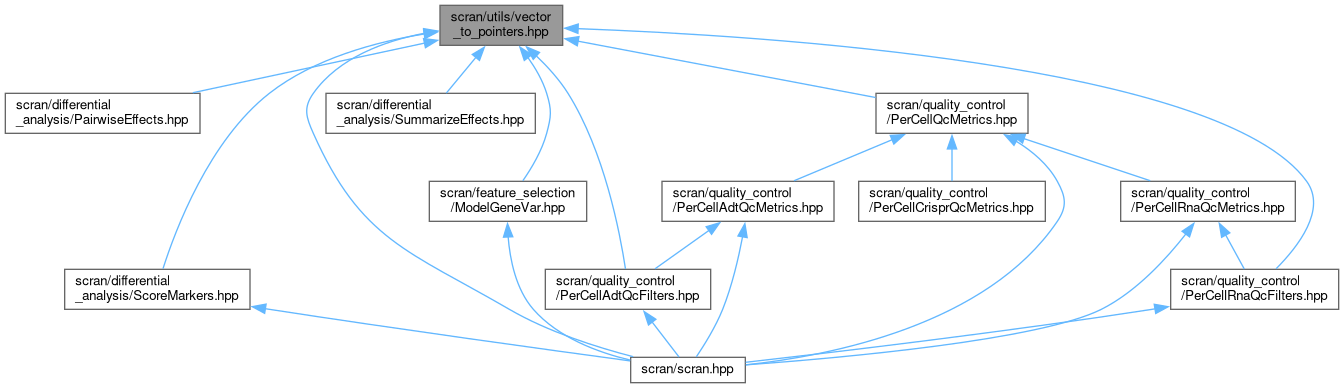 scran/utils/vector
_to_pointers.hpp
scran/differential
_analysis/PairwiseEffects.hpp
scran/differential
_analysis/SummarizeEffects.hpp
scran/quality_control
/PerCellQcMetrics.hpp
scran/feature_selection
/ModelGeneVar.hpp
scran/quality_control
/PerCellAdtQcMetrics.hpp
scran/quality_control
/PerCellCrisprQcMetrics.hpp
scran/quality_control
/PerCellRnaQcMetrics.hpp
scran/differential
_analysis/ScoreMarkers.hpp
scran/quality_control
/PerCellAdtQcFilters.hpp
scran/quality_control
/PerCellRnaQcFilters.hpp
scran/scran.hpp